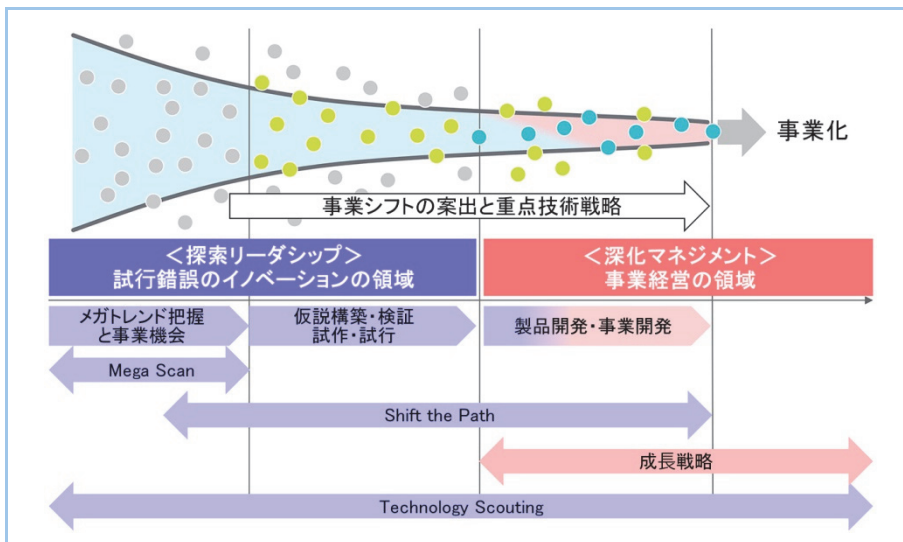 事業化
事業シフトの案出と重点技術戦略
＜探索リーダシップ＞
試行錯誤のイノベーションの領域
＜深化マネジメント＞
事業経営の領域
メガトレンド把握
と事業機会
仮説構築・検証
試作・試行
製品開発・事業開発
Mega Scan
Shift the Path
成長戦略
Technology Scouting